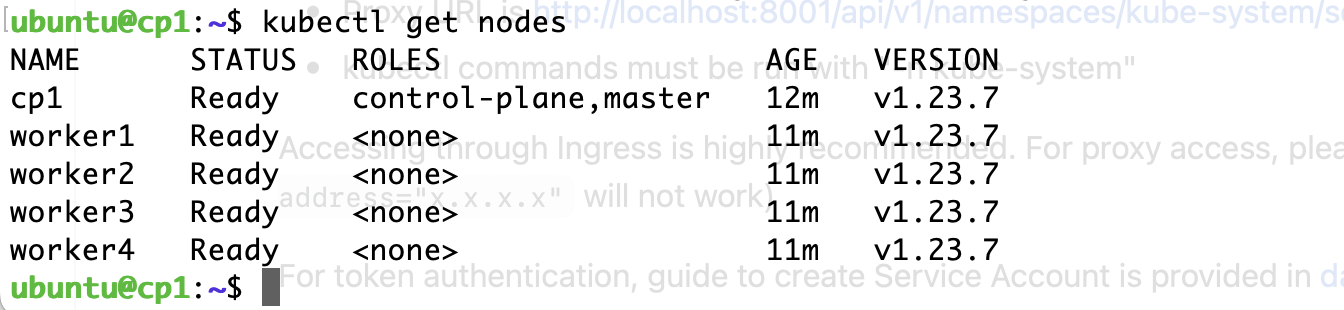 Proxy URL is http://localhost:8001/api/v1/namespaces/kube-system/se
ubuntu@cp1:~$ kubectl get nodes
NAME STATUS ROLES AGE VERSION
kubectl commands must be run with "-n kube-system"
cp1 Ready control-plane,master 12m v1.23.7
worker1 Ready <none> 11m v1.23.7
Accessing through Ingress is highly recommended. For proxy access, plea
worker2 Ready <none> 11m v1.23.7
address="x.x.x.x" will not work)
worker3 Ready <none> 11m v1.23.7
worker4 Ready <none> 11m v1.23.7
For token authentication, guide to create Service Account is provided in da
ubuntu@cp1:~$